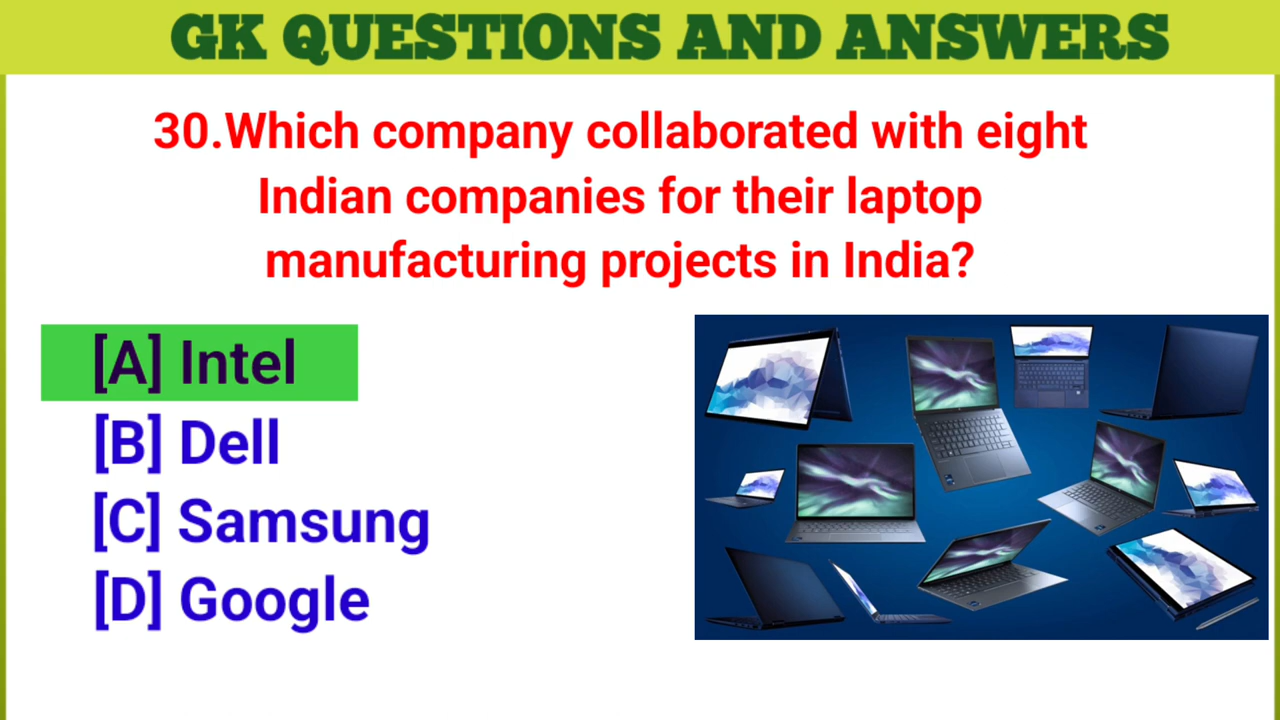 GK QUESTIONS AND ANSWERS
30.Which company collaborated with eight
Indian companies for their laptop
manufacturing projects in India?
[A] Intel
[B] Dell
[C] Samsung
[D] Google